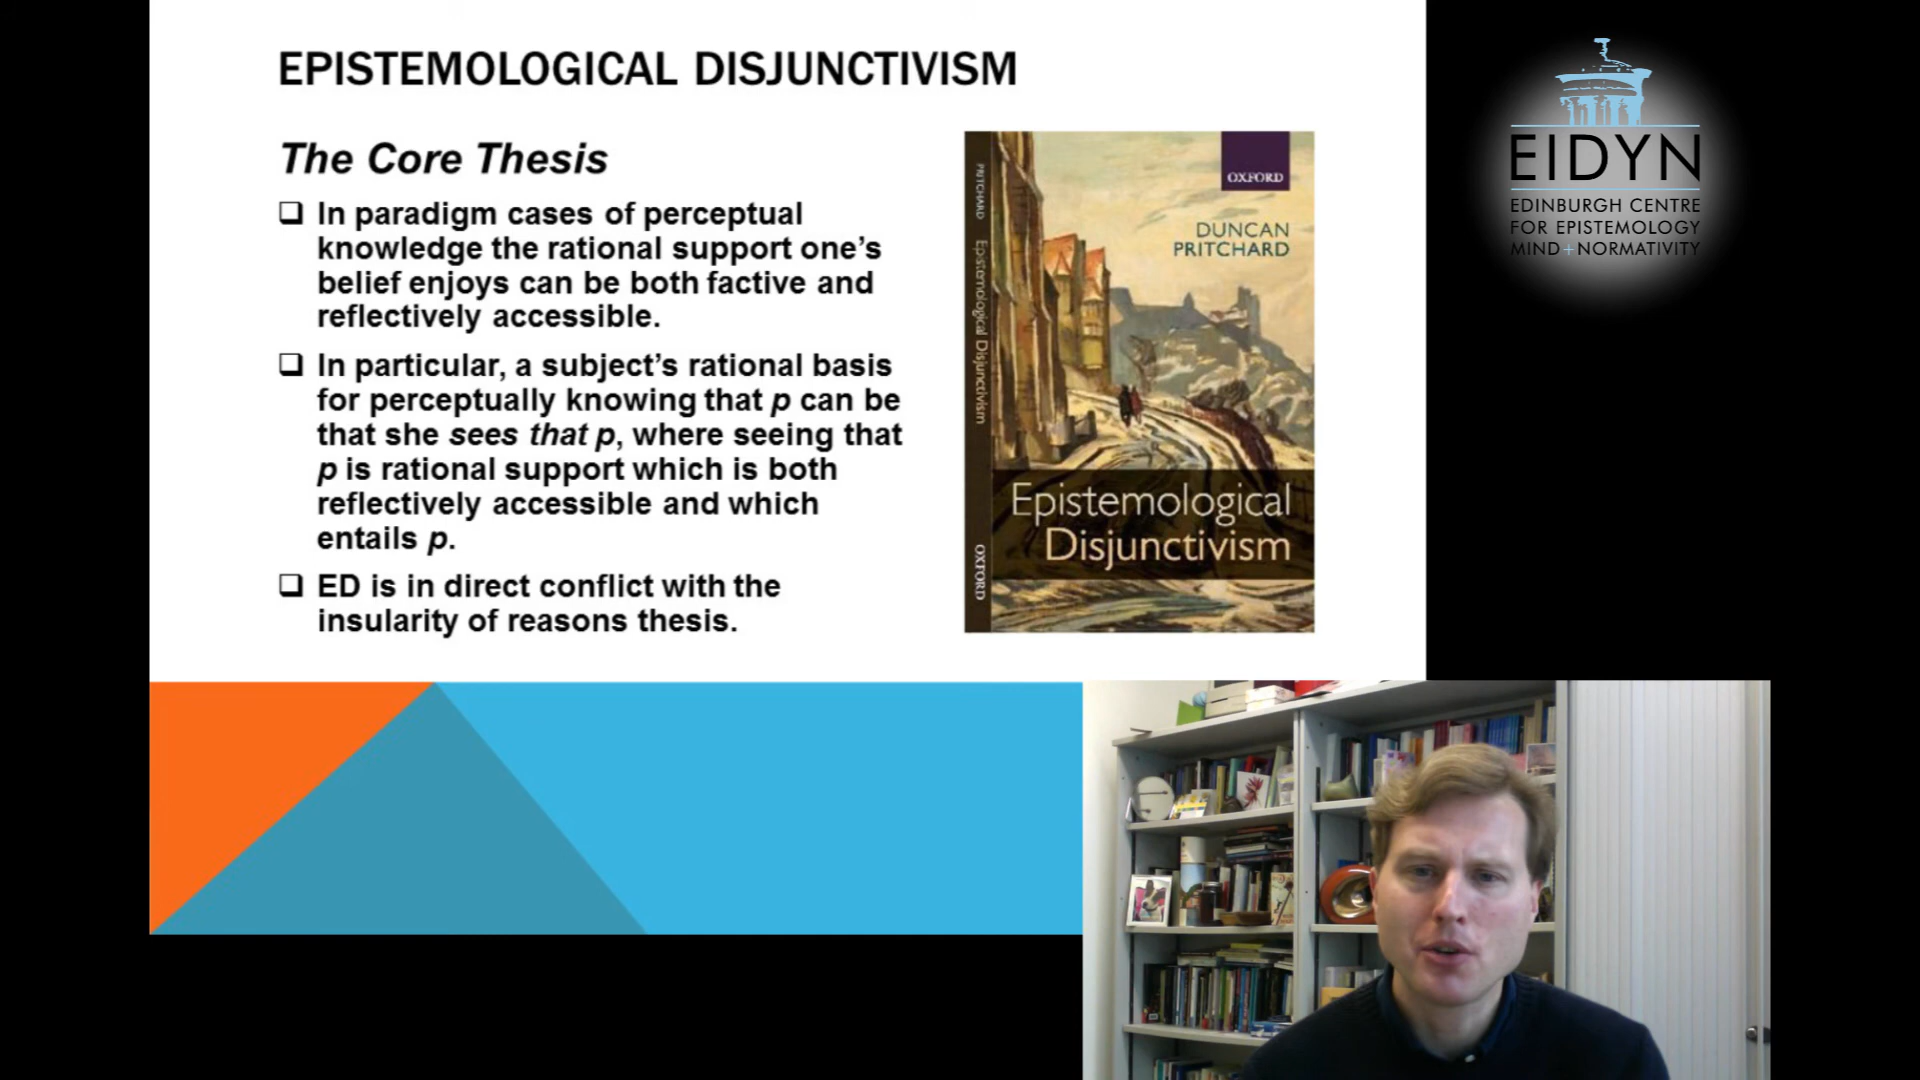 EPISTEMOLOGICAL DISJUNCTIVISM
The Core Thesis
In paradigm cases of perceptual
knowledge the rational support one’s
belief enjoys can be both factive and
reflectively accessible.
In particular, a subject’s rational basis
for perceptually knowing that p can be
that she sees that p, where seeing that
p is rational support which is both
reflectively accessible and which
entails p.
ED is in direct conflict with the
insularity of reasons thesis.
PRITCHARD
Epistemological Disjunctivism
OXFORD
OXFORD
DUNCAN
PRITCHARD
Epistemological
Disjunctivism
EIDYN
EDINBURGH CENTRE
FOR EPISTEMOLOGY
MIND+NORMATIVITY